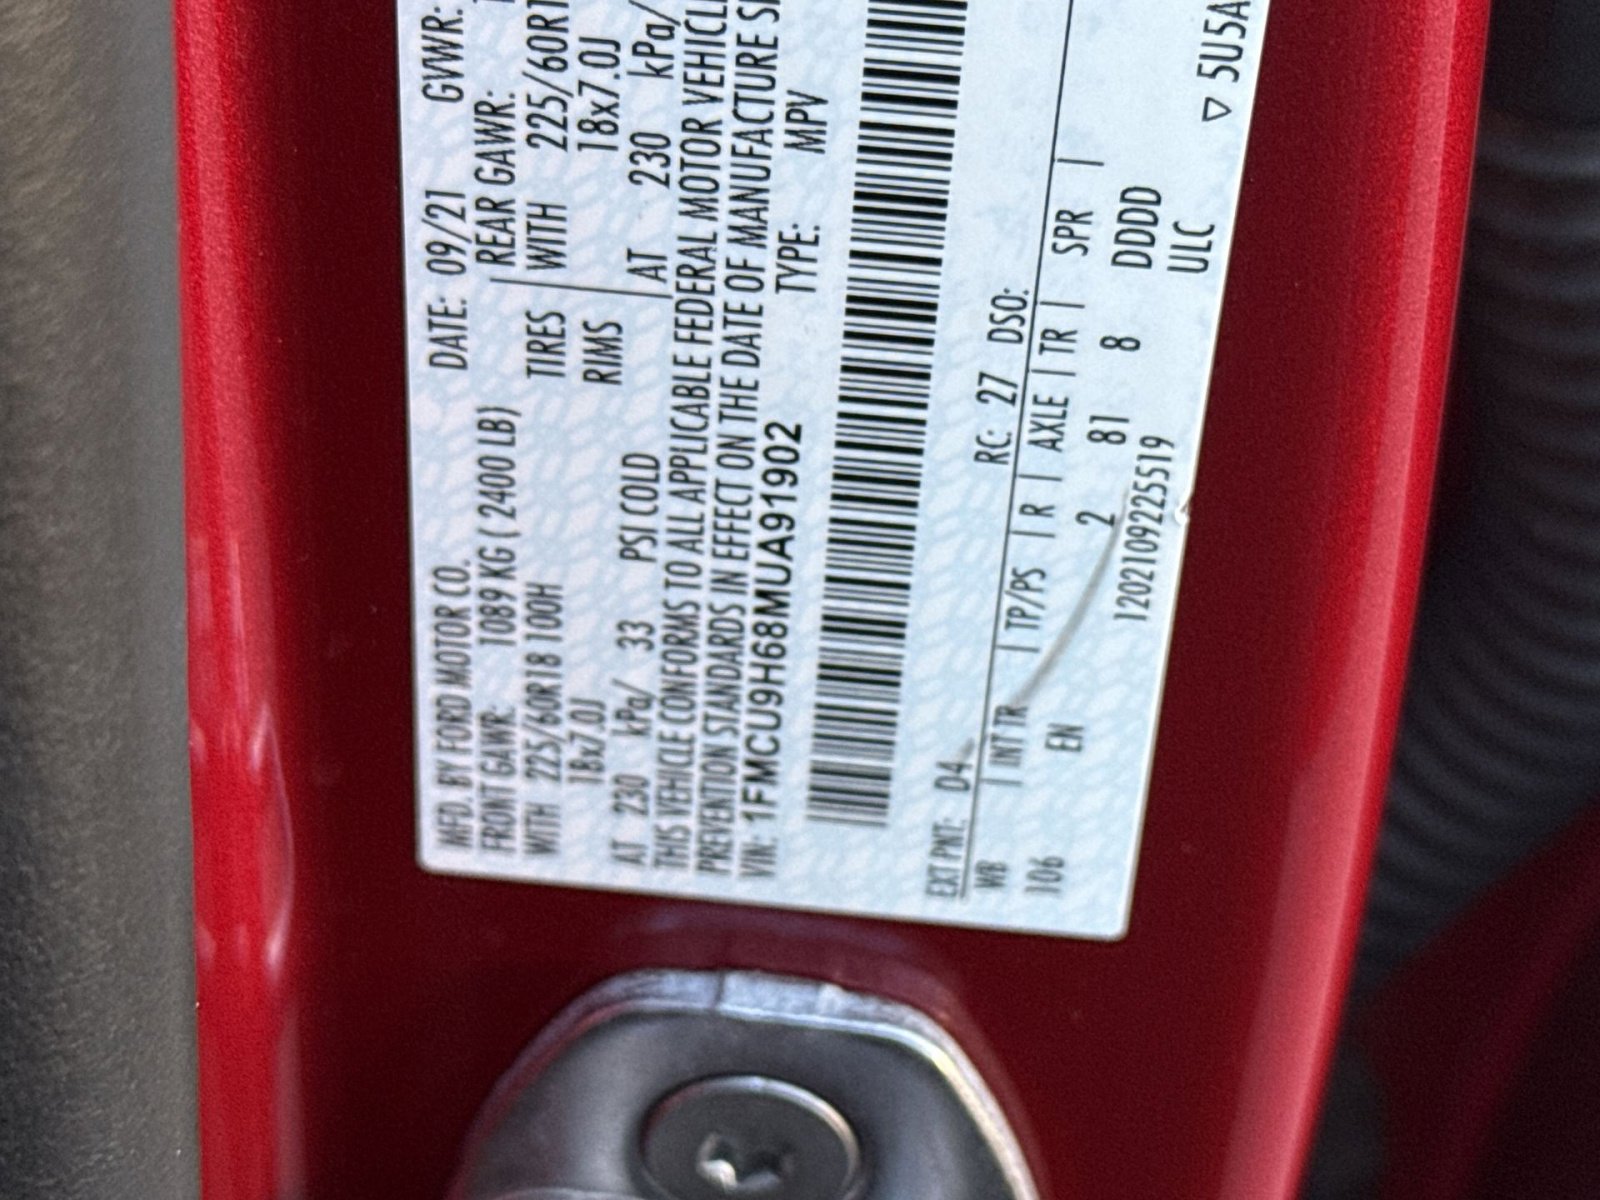 MFD. BY FORD MOTOR CO. DATE: 09/21 GVWR:
FRONT GAWR: 1089 KG ( 2400 LB) REAR GAWR:
WITH 225/60R18 100H TIRES WITH 225/60R1
18x7.0J RIMS 18x7.0J
AT 230 kPa/ 33 PSI COLD AT 230 kPa/
THIS VEHICLE CONFORMS TO ALL APPLICABLE FEDERAL MOTOR VEHICLE
PREVENTION STANDARDS IN EFFECT ON THE DATE OF MANUFACTURE
VIN: 1FMCU9H68MUA91902 TYPE: MPV
EXT PNT: D4 RC: 27 DSO:
WB | INT TR | TP/PS | R | AXLE | TR | SPR |
106 EN 2 81 8 DDDD
1202109225519 ULC
▽ 5U5A